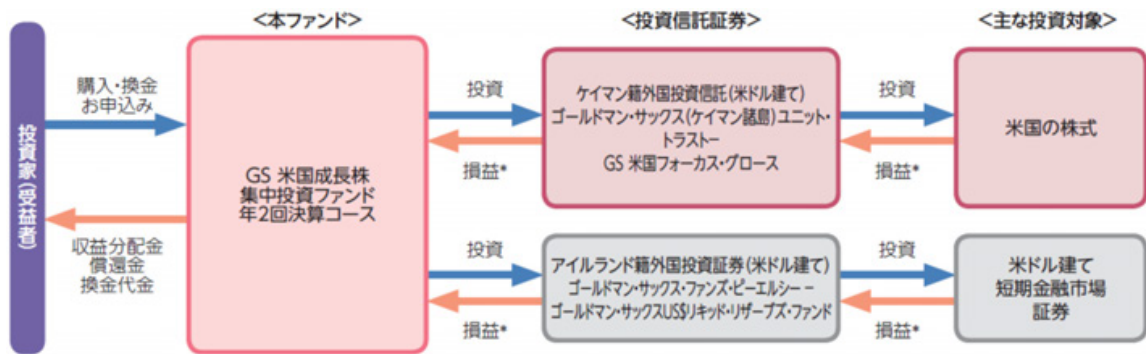 <本ファンド>
<投資信託証券>
<主な投資対象>
投資家(受益者)
購入・換金
お申込み
収益分配金
償還金
換金代金
GS 米国成長株
集中投資ファンド
年2回決算コース
投資
損益*
ケイマン籍外国投資信託(米ドル建て)
ゴールドマン・サックス(ケイマン諸島)ユニット・
トラスト−
GS 米国フォーカス・グロース
投資
損益*
米国の株式
投資
損益*
アイルランド籍外国投資証券(米ドル建て)
ゴールドマン・サックス・ファンズ・ピーエルシー −
ゴールドマン・サックスUS$リキッド・リザーブズ・ファンド
投資
損益*
米ドル建て
短期金融市場
証券